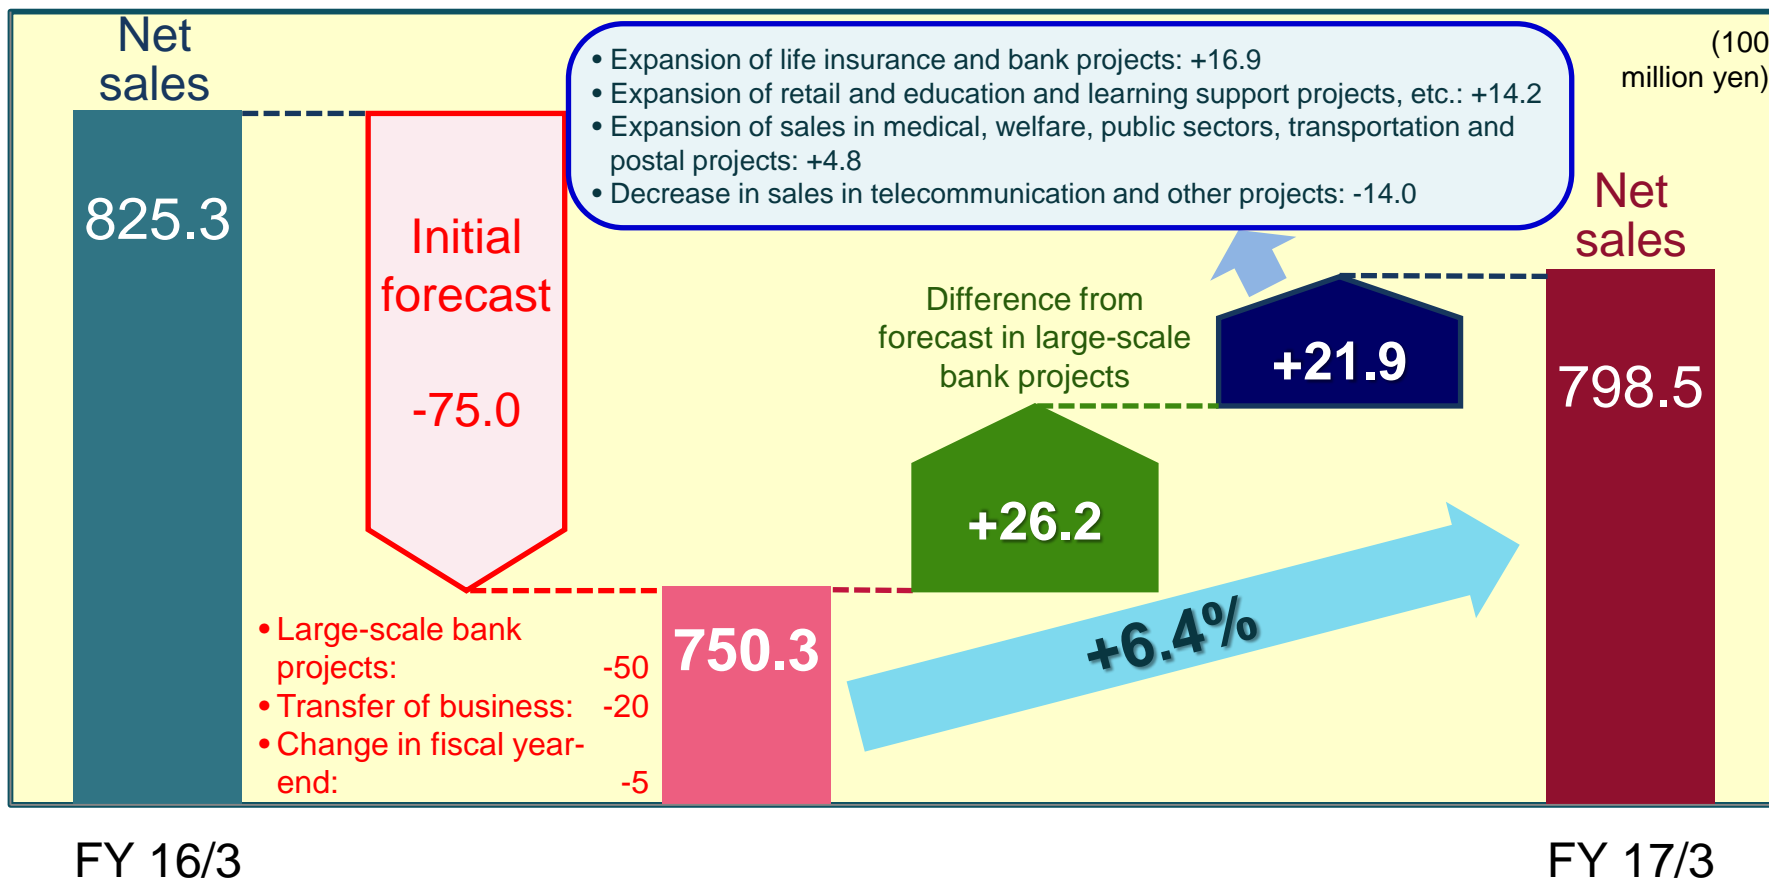 Net
sales
(100
million yen)
• Expansion of life insurance and bank projects: +16.9
• Expansion of retail and education and learning support projects, etc.: +14.2
• Expansion of sales in medical, welfare, public sectors, transportation and
postal projects: +4.8
• Decrease in sales in telecommunication and other projects: -14.0
825.3
Initial
forecast
-75.0
Net
sales
Difference from
forecast in large-scale
bank projects
+21.9
798.5
+26.2
+6.4%
• Large-scale bank
projects: -50
• Transfer of business: -20
• Change in fiscal year-
end: -5
750.3
FY 16/3
FY 17/3